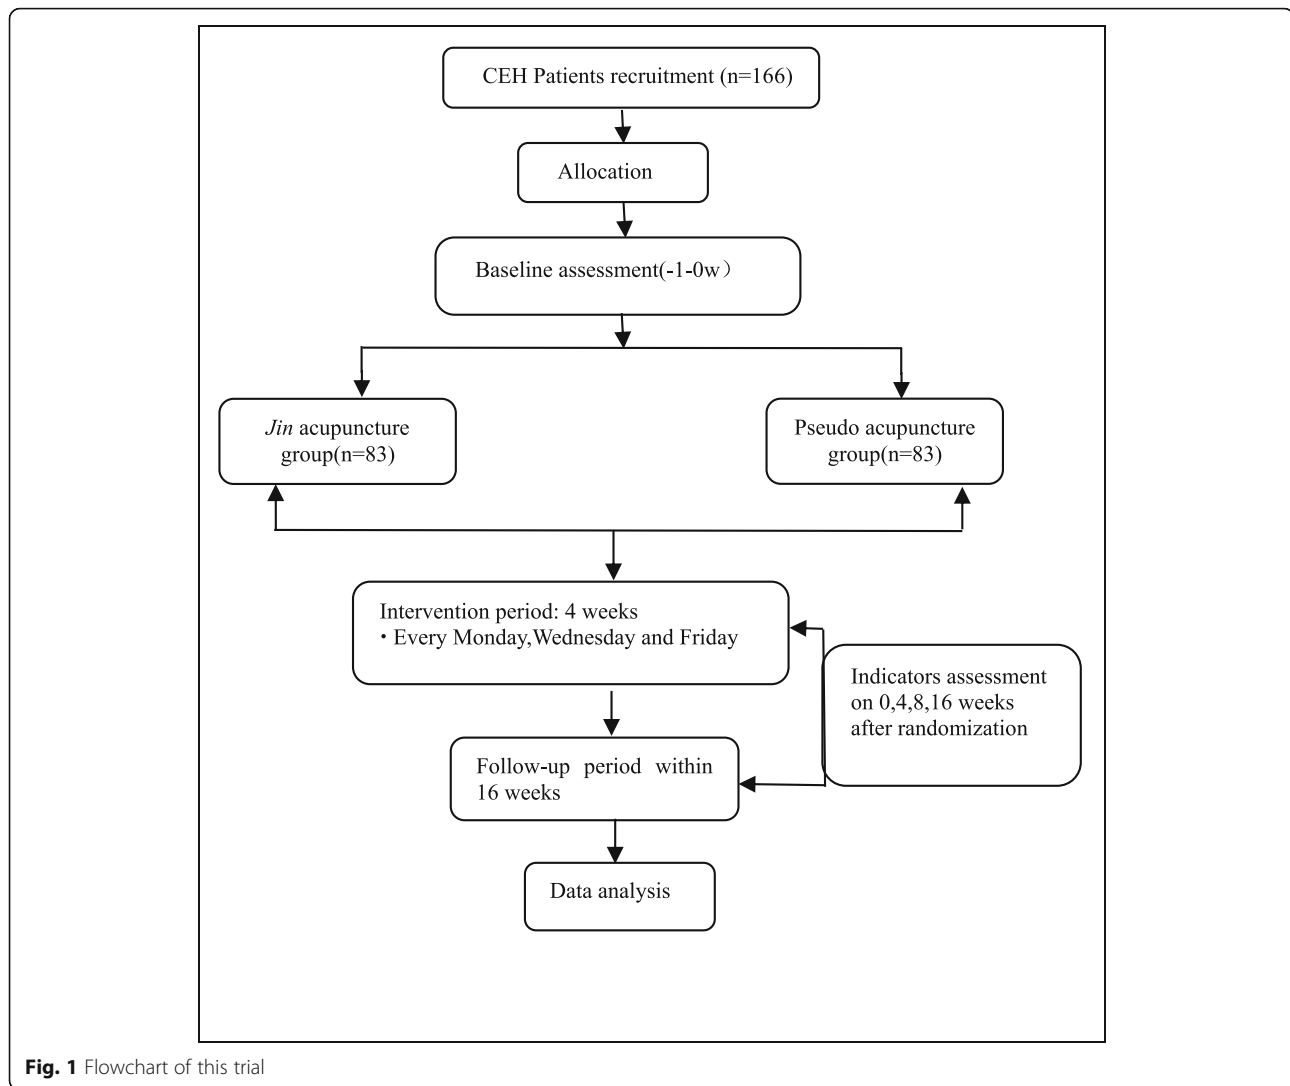 CEH Patients recruitment (n=166)
Allocation
Baseline assessment(-1-0w）
Jin acupuncture
group(n=83)
Pseudo acupuncture
group(n=83)
Intervention period: 4 weeks
・Every Monday,Wednesday and Friday
Indicators assessment
on 0,4,8,16 weeks
after randomization
Follow-up period within
16 weeks
Data analysis
Fig. 1 Flowchart of this trial